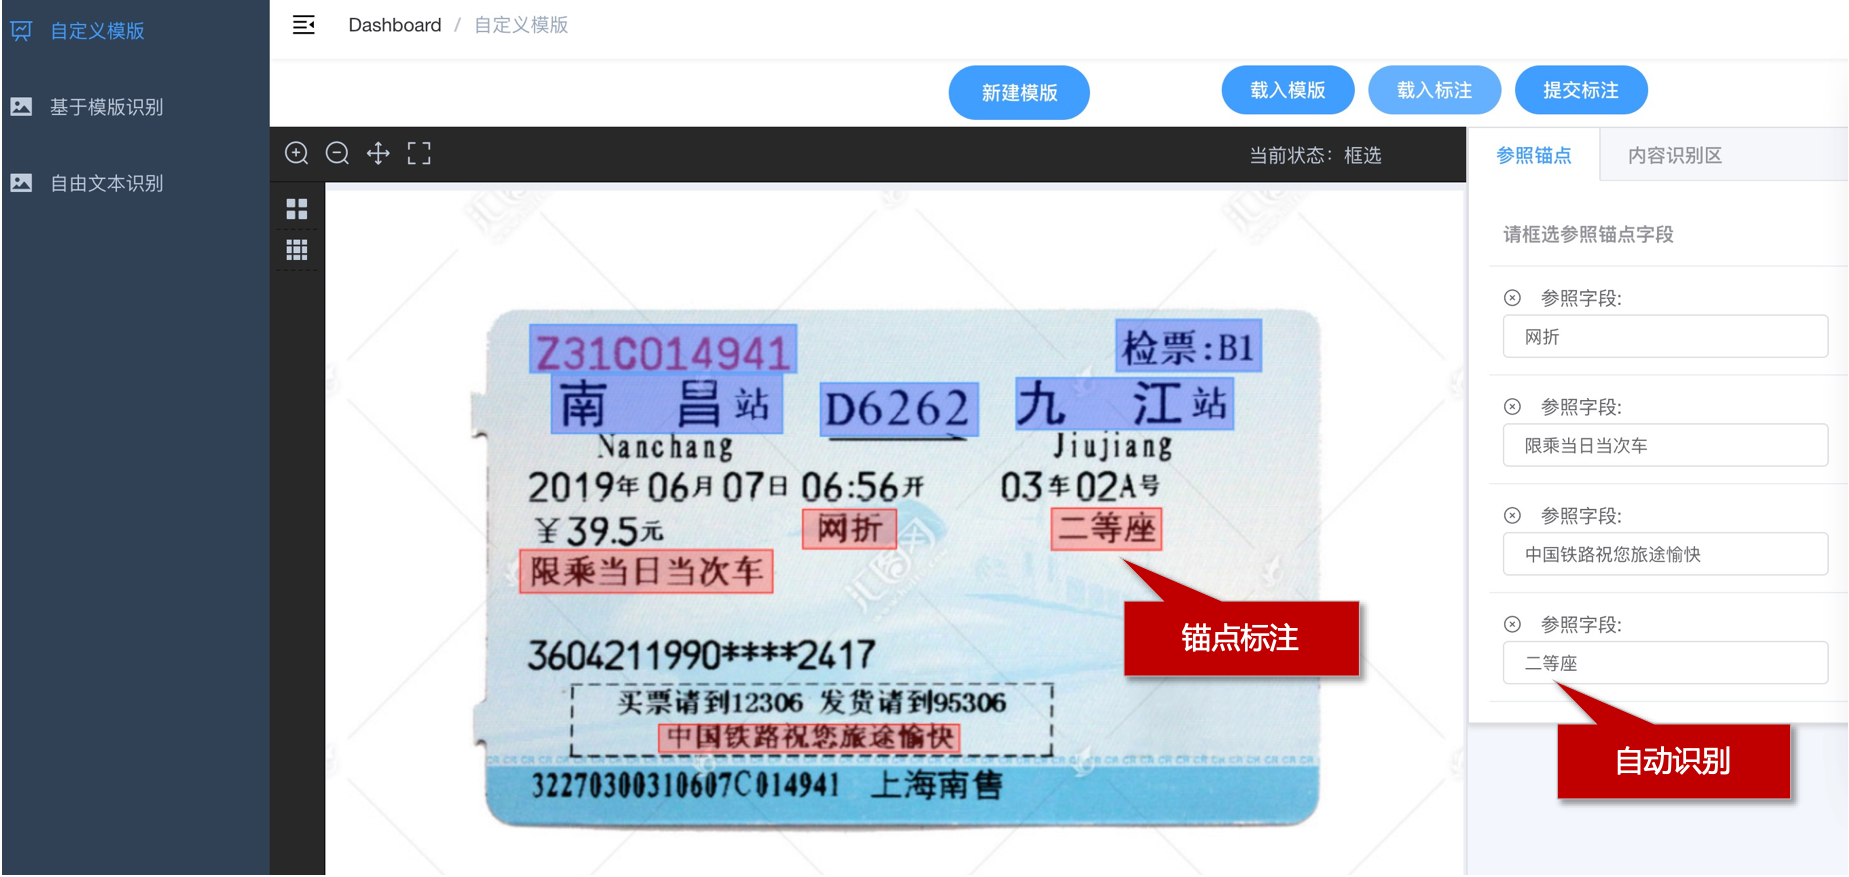 自定义模版
基于模版识别
自由文本识别
Dashboard / 自定义模版
新建模版
载入模版
载入标注
提交标注
当前状态：框选
参照锚点
内容识别区
请框选参照锚点字段
参照字段:
网折
参照字段:
限乘当日当次车
参照字段:
中国铁路祝您旅途愉快
参照字段:
二等座
Z31C014941
检票:B1
南昌站
D6262
九江站
Nanchang
Jiujiang
2019年06月07日06:56开
03车02A号
￥39.5元
网折
二等座
限乘当日当次车
3604211990****2417
买票请到12306 发货请到95306
中国铁路祝您旅途愉快
32270300310607C014941 上海南售
锚点标注
自动识别
汇图网